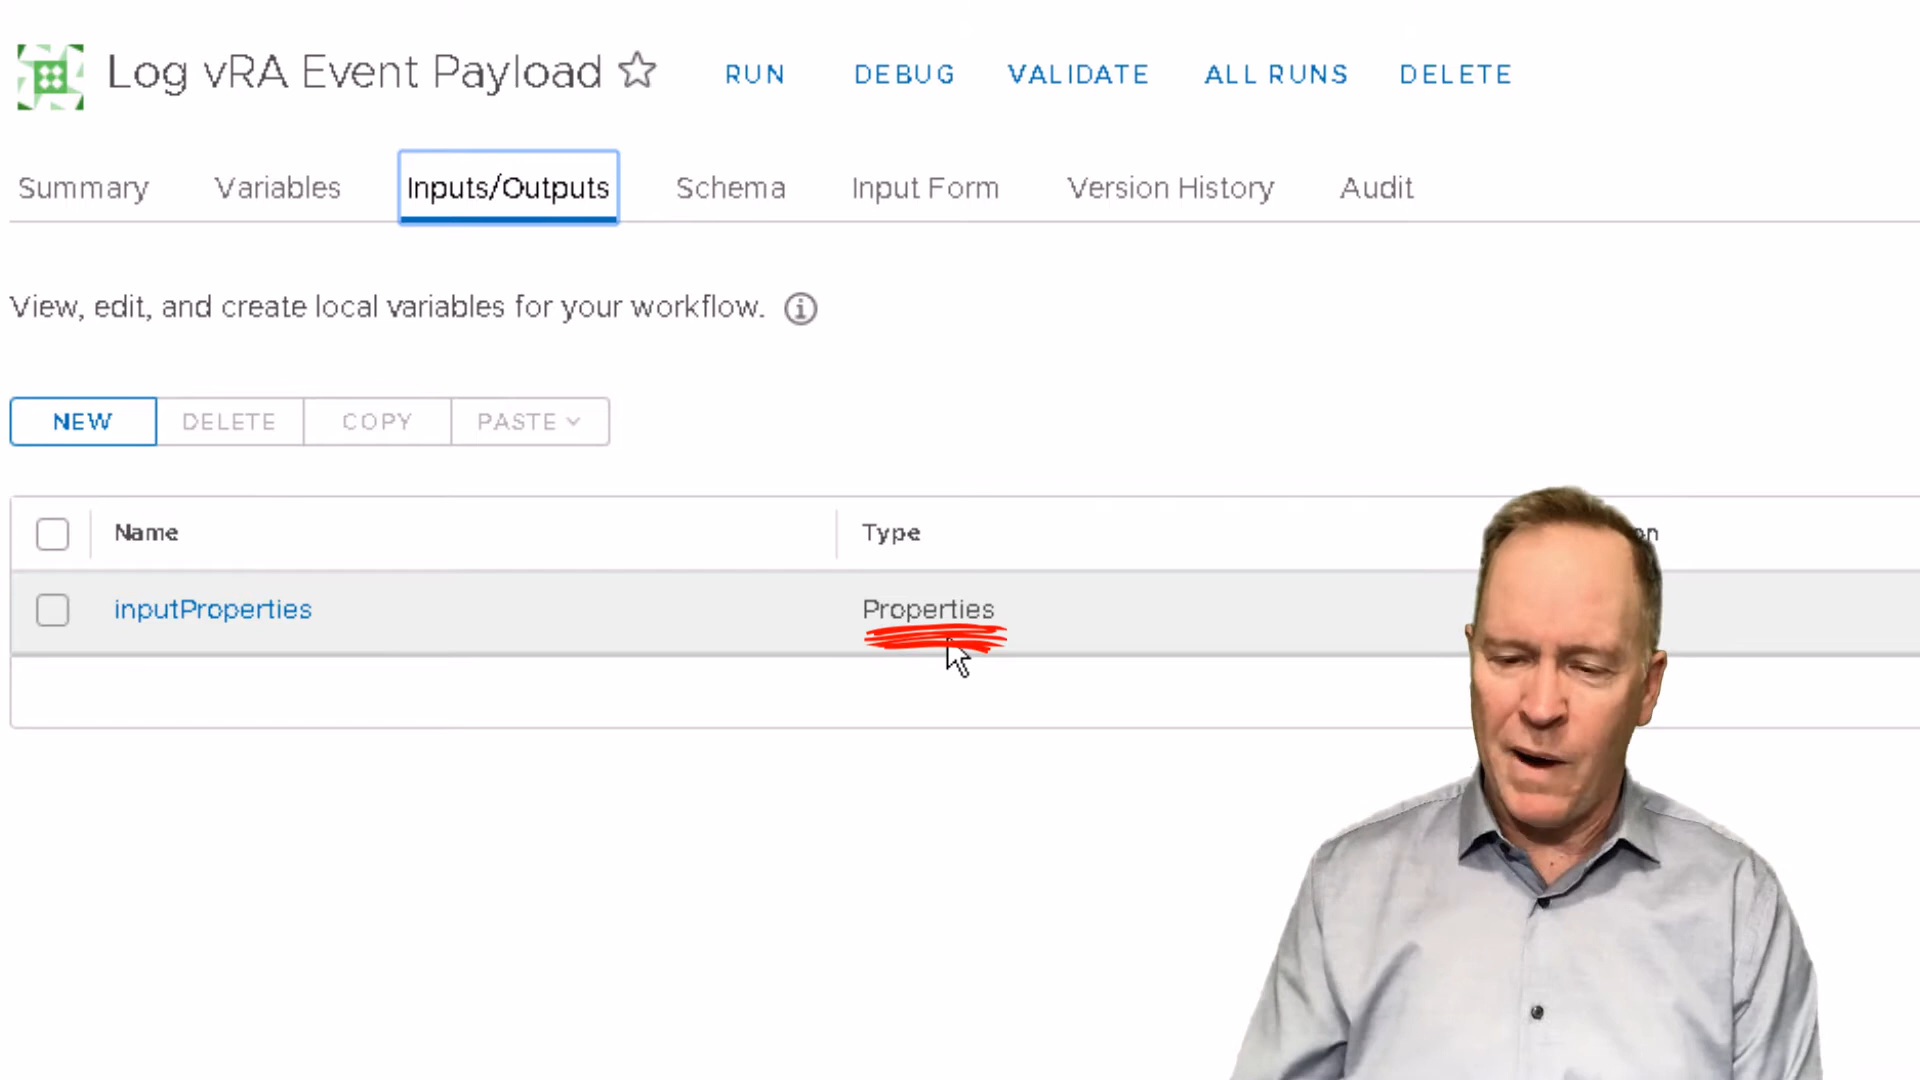 Log vRA Event Payload RUN DEBUG VALIDATE ALL RUNS DELETE
Summary Variables Inputs/Outputs Schema Input Form Version History Audit
View, edit, and create local variables for your workflow.
NEW DELETE COPY PASTE
Name Type
inputProperties Properties